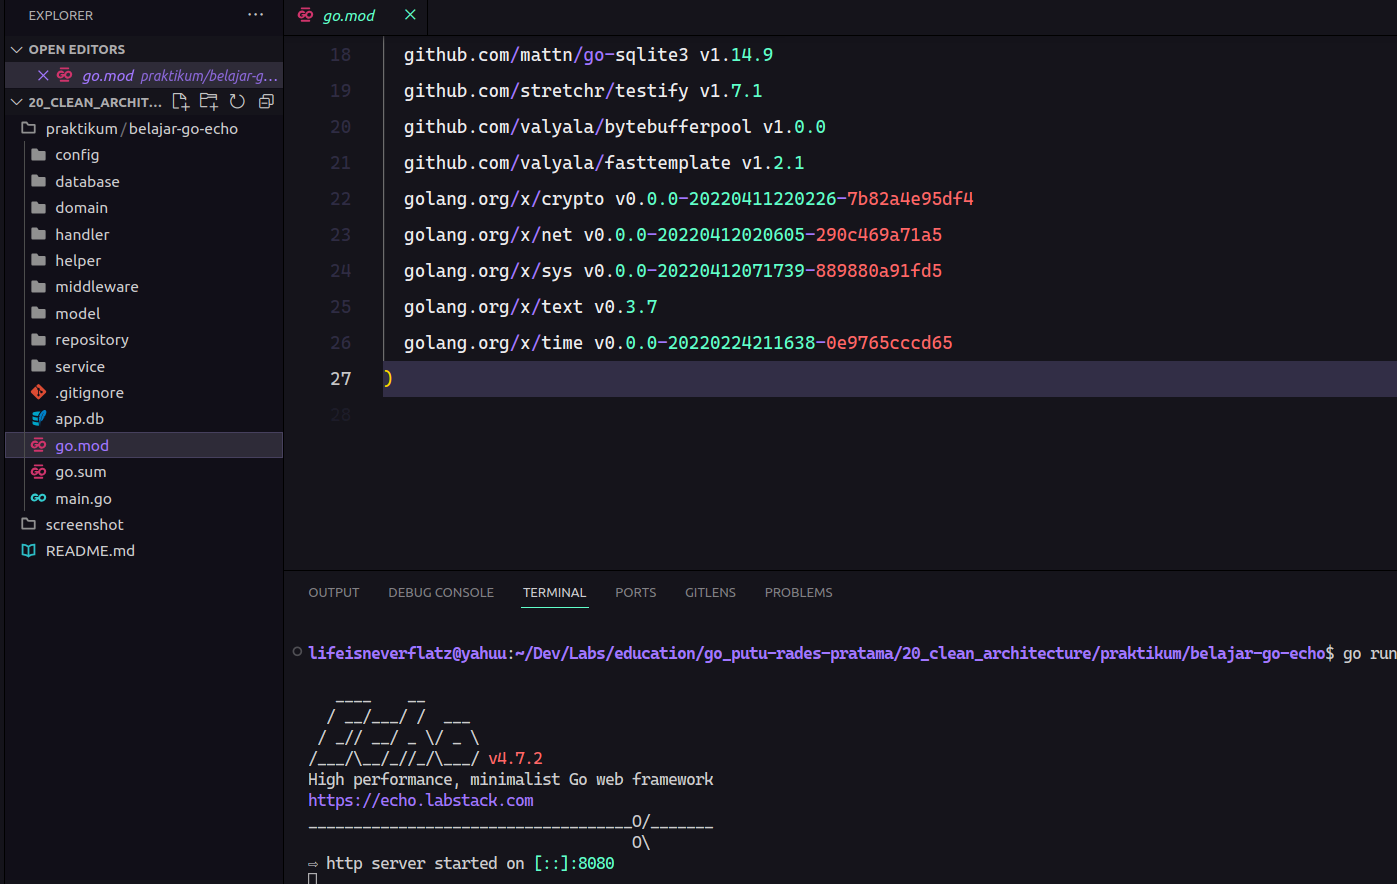 EXPLORER
OPEN EDITORS
go.mod praktikum/belajar-g...
20_CLEAN_ARCHIT...
praktikum/belajar-go-echo
config
database
domain
handler
helper
middleware
model
repository
service
.gitignore
app.db
go.mod
go.sum
main.go
screenshot
README.md
go.mod
18 github.com/mattn/go-sqlite3 v1.14.9
19 github.com/stretchr/testify v1.7.1
20 github.com/valyala/bytebufferpool v1.0.0
21 github.com/valyala/fasttemplate v1.2.1
22 golang.org/x/crypto v0.0.0-20220411220226-7b82a4e95df4
23 golang.org/x/net v0.0.0-20220412020605-290c469a71a5
24 golang.org/x/sys v0.0.0-20220412071739-889880a91fd5
25 golang.org/x/text v0.3.7
26 golang.org/x/time v0.0.0-20220224211638-0e9765cccd65
27 )
28
OUTPUT DEBUG CONSOLE TERMINAL PORTS GITLENS PROBLEMS
lifeisneverflatz@yahuu:~/Dev/Labs/education/go_putu-rades-pratama/20_clean_architecture/praktikum/belajar-go-echo$ go run
   ____    __
  / __/___/ /  ___
 / _// __/ _ \/ _ \
/___/\__/_//_/\___/ v4.7.2
High performance, minimalist Go web framework
https://echo.labstack.com
____________________________________O/_______
                                    O\
⇨ http server started on [::]:8080